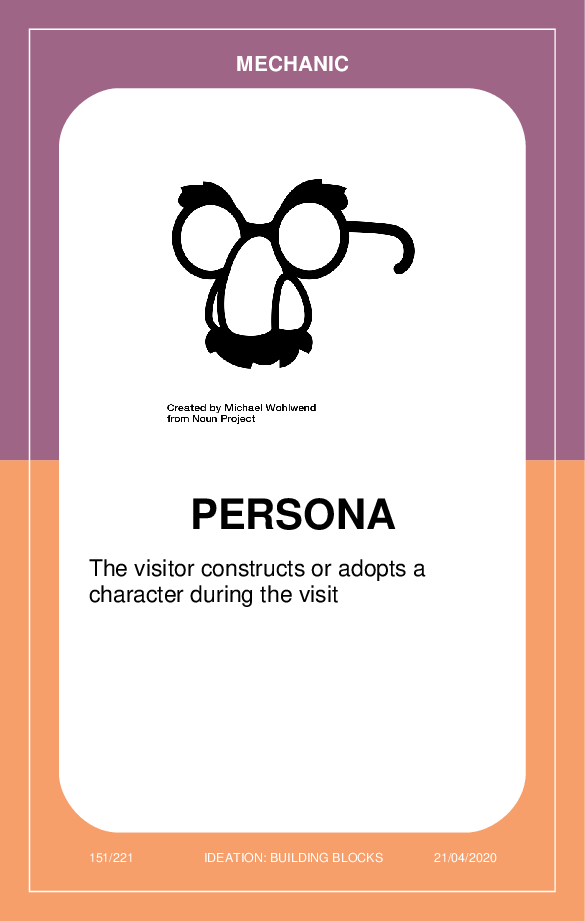 MECHANIC
Created by Michael Wohlwend
from Noun Project
PERSONA
The visitor constructs or adopts a
character during the visit
151/221 IDEATION: BUILDING BLOCKS 21/04/2020